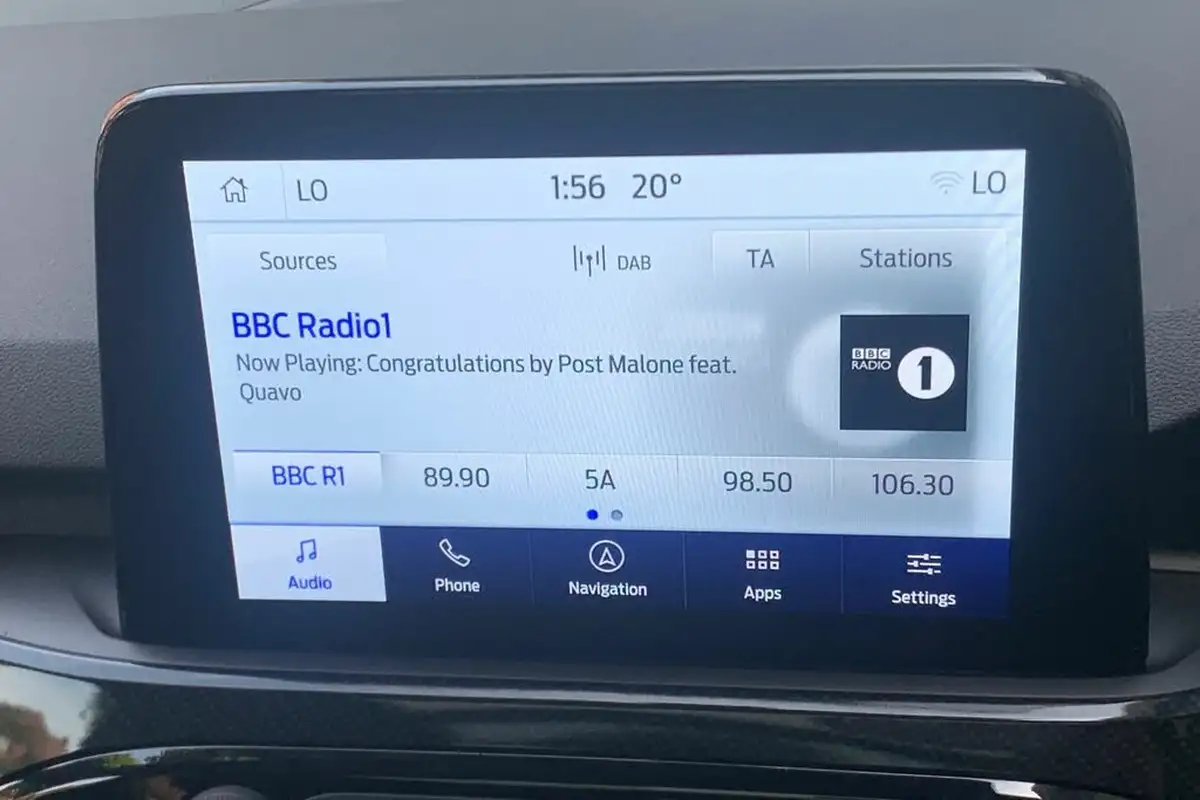 LO 1:56 20° LO
Sources DAB TA Stations
BBC Radio1
Now Playing: Congratulations by Post Malone feat.
Quavo
BBC
RADIO 1
BBC R1 89.90 5A 98.50 106.30
Audio Phone Navigation Apps Settings